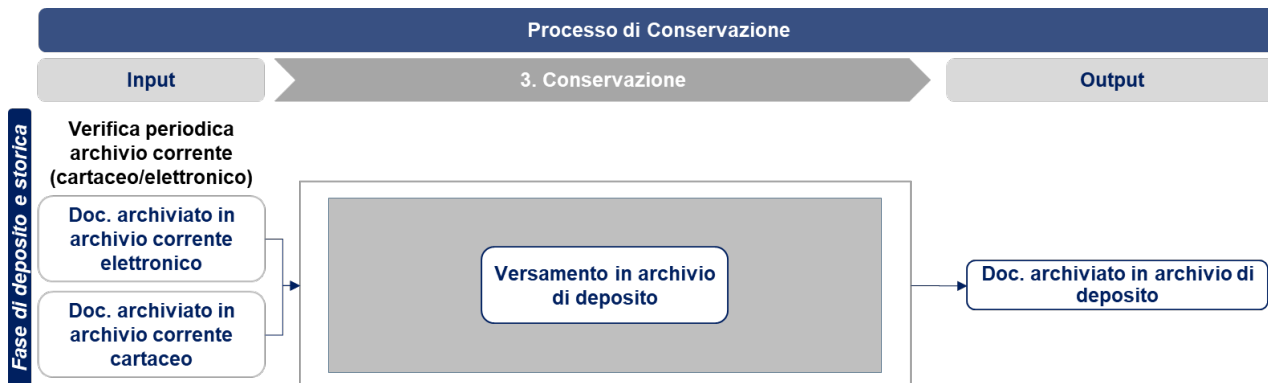 Processo di Conservazione
Input
3. Conservazione
Output
Fase di deposito e storica
Verifica periodica
archivio corrente
(cartaceo/elettronico)
Doc. archiviato in
archivio corrente
elettronico
Doc. archiviato in
archivio corrente
cartaceo
Versamento in archivio
di deposito
Doc. archiviato in archivio di
deposito